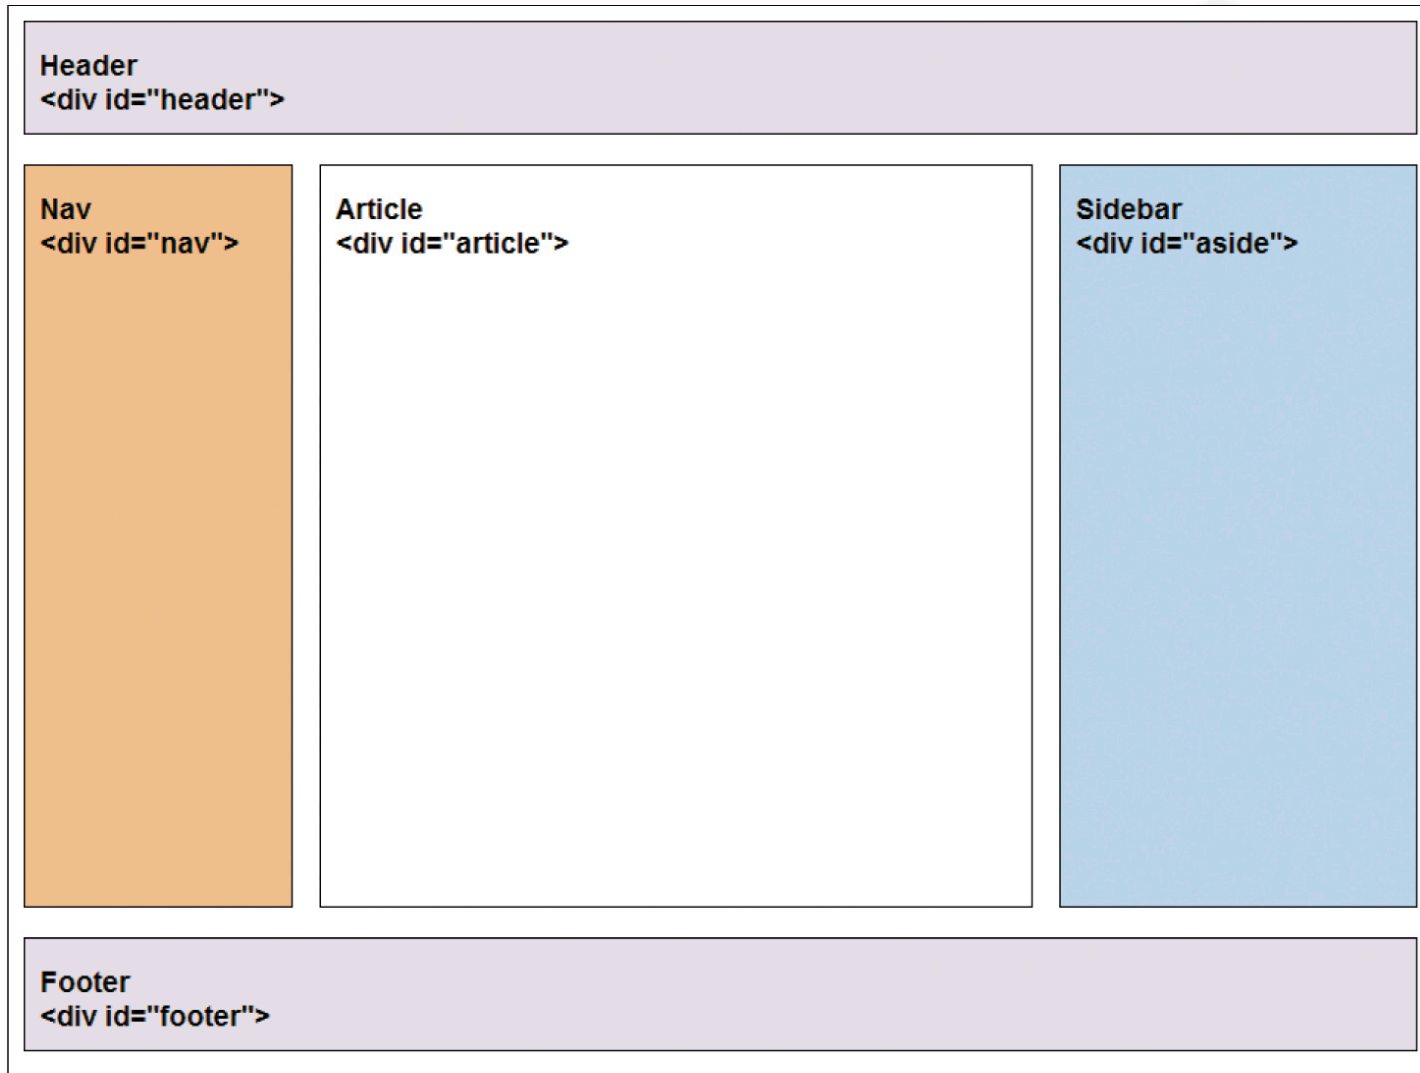 Header
<div id="header">
Nav
<div id="nav">
Article
<div id="article">
Sidebar
<div id="aside">
Footer
<div id="footer">